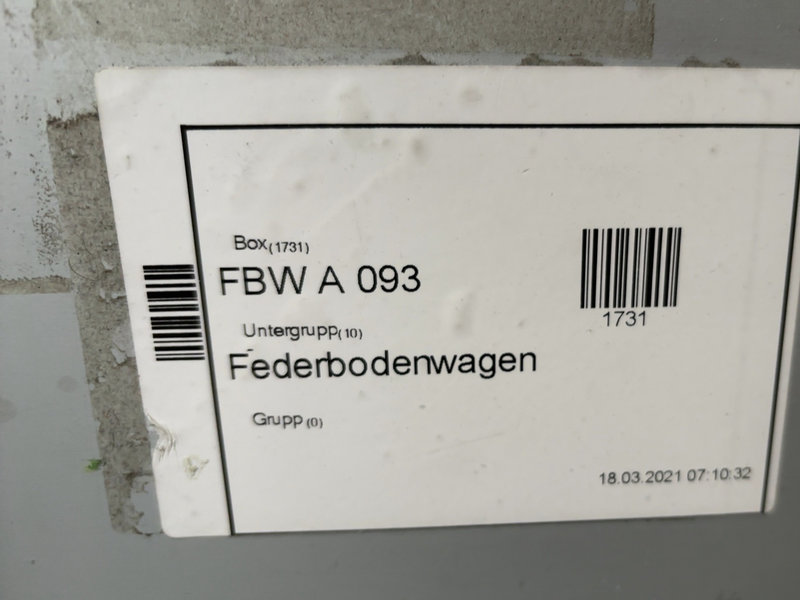 Box(1731)
FBW A 093
1731
Untergrupp(10)
Federbodenwagen
Grupp(0)
18.03.2021 07:10:32